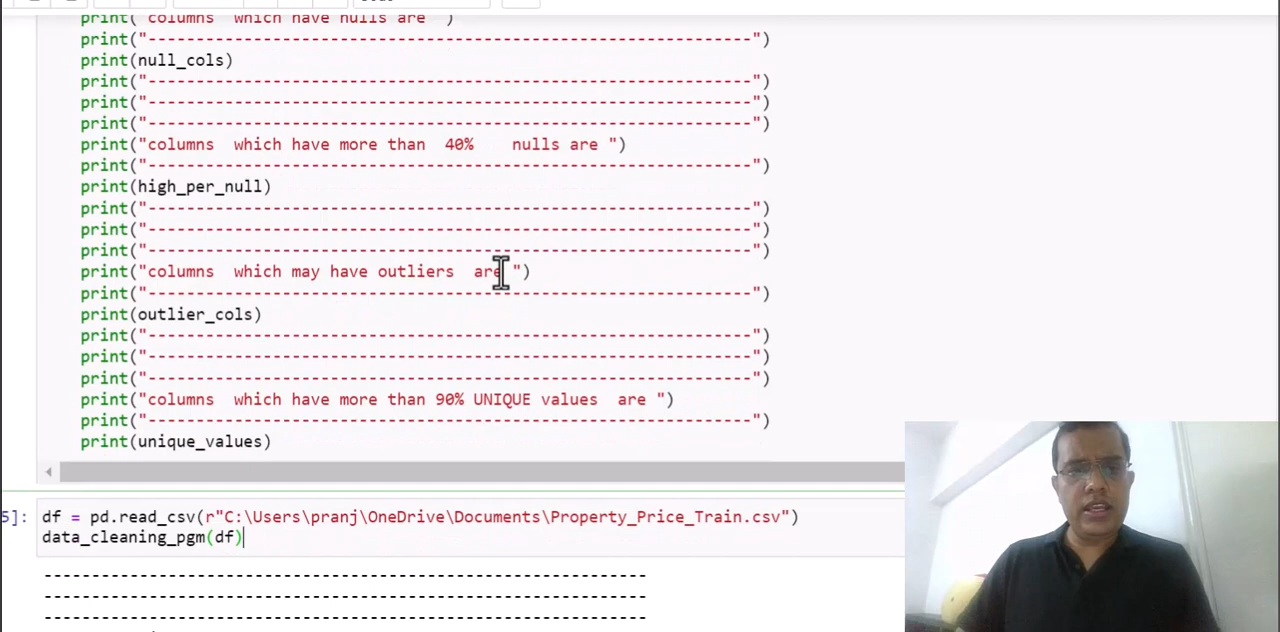 print( columns  which have nulls are  )
print("---------------------------------------------------------------")
print(null_cols)
print("---------------------------------------------------------------")
print("---------------------------------------------------------------")
print("---------------------------------------------------------------")
print("columns  which have more than  40%    nulls are ")
print("---------------------------------------------------------------")
print(high_per_null)
print("---------------------------------------------------------------")
print("---------------------------------------------------------------")
print("---------------------------------------------------------------")
print("columns  which may have outliers  are ")
print("---------------------------------------------------------------")
print(outlier_cols)
print("---------------------------------------------------------------")
print("---------------------------------------------------------------")
print("---------------------------------------------------------------")
print("columns  which have more than 90% UNIQUE values  are ")
print("---------------------------------------------------------------")
print(unique_values)
5]: df = pd.read_csv(r"C:\Users\pranj\OneDrive\Documents\Property_Price_Train.csv")
data_cleaning_pgm(df)
---------------------------------------------------------------
---------------------------------------------------------------
---------------------------------------------------------------